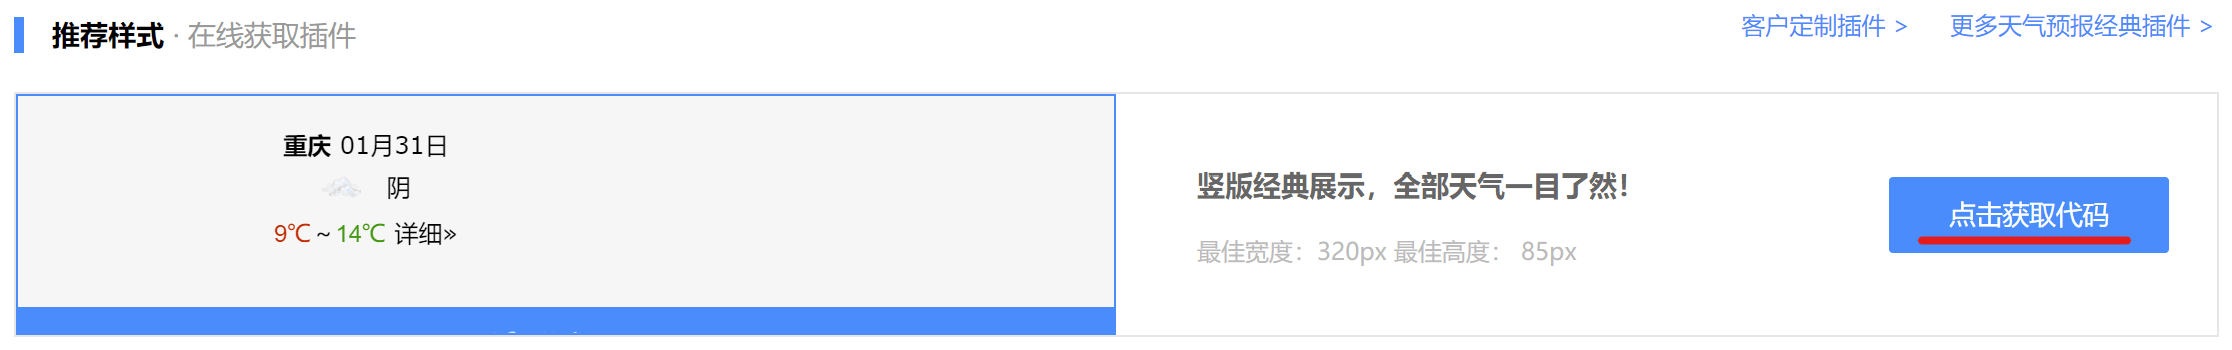 推荐样式 · 在线获取插件
客户定制插件 >
更多天气预报经典插件 >
重庆 01月31日
阴
9℃～14℃ 详细»
竖版经典展示，全部天气一目了然！
最佳宽度：320px 最佳高度： 85px
点击获取代码